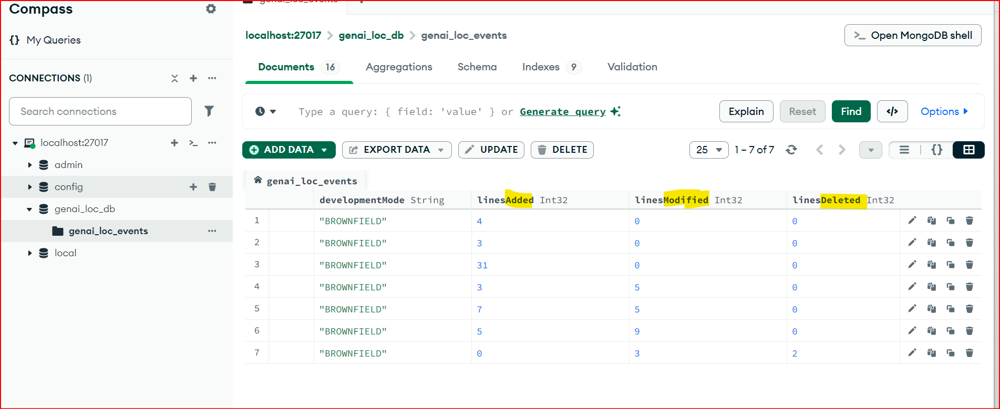 genai_loc_events
Compass
My Queries
CONNECTIONS (1)
Search connections
localhost:27017
admin
config
genai_loc_db
genai_loc_events
local
localhost:27017 > genai_loc_db > genai_loc_events
>_ Open MongoDB shell
Documents 16 Aggregations Schema Indexes 9 Validation
Type a query: { field: 'value' } or Generate query
Explain Reset Find </> Options
ADD DATA EXPORT DATA UPDATE DELETE
25 1 – 7 of 7
genai_loc_events
developmentMode String linesAdded Int32 linesModified Int32 linesDeleted Int32
1 "BROWNFIELD" 4 0 0
2 "BROWNFIELD" 3 0 0
3 "BROWNFIELD" 31 0 0
4 "BROWNFIELD" 3 5 0
5 "BROWNFIELD" 7 5 0
6 "BROWNFIELD" 5 9 0
7 "BROWNFIELD" 0 3 2